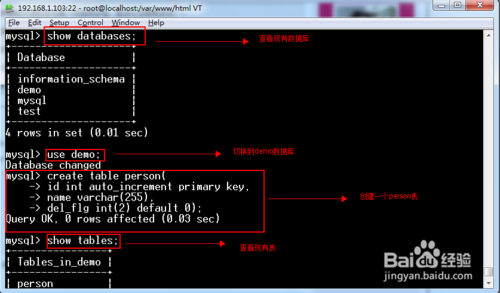 192.168.1.103:22 - root@localhost:/var/www/html VT
File Edit Setup Control Window Help
mysql> show databases; 查看现有数据库
+--------------------+
| Database |
+--------------------+
| information_schema |
| demo |
| mysql |
| test |
+--------------------+
4 rows in set (0.01 sec)
mysql> use demo; 切换到demo数据库
Database changed
mysql> create table person(
-> id int auto_increment primary key,
-> name varchar(255), 创建一个person表
-> del_flg int(2) default 0);
Query OK, 0 rows affected (0.03 sec)
mysql> show tables; 查看现有表
+----------------+
| Tables_in_demo |
+----------------+
| person |
Baidu 经验
jingyan.baidu.com